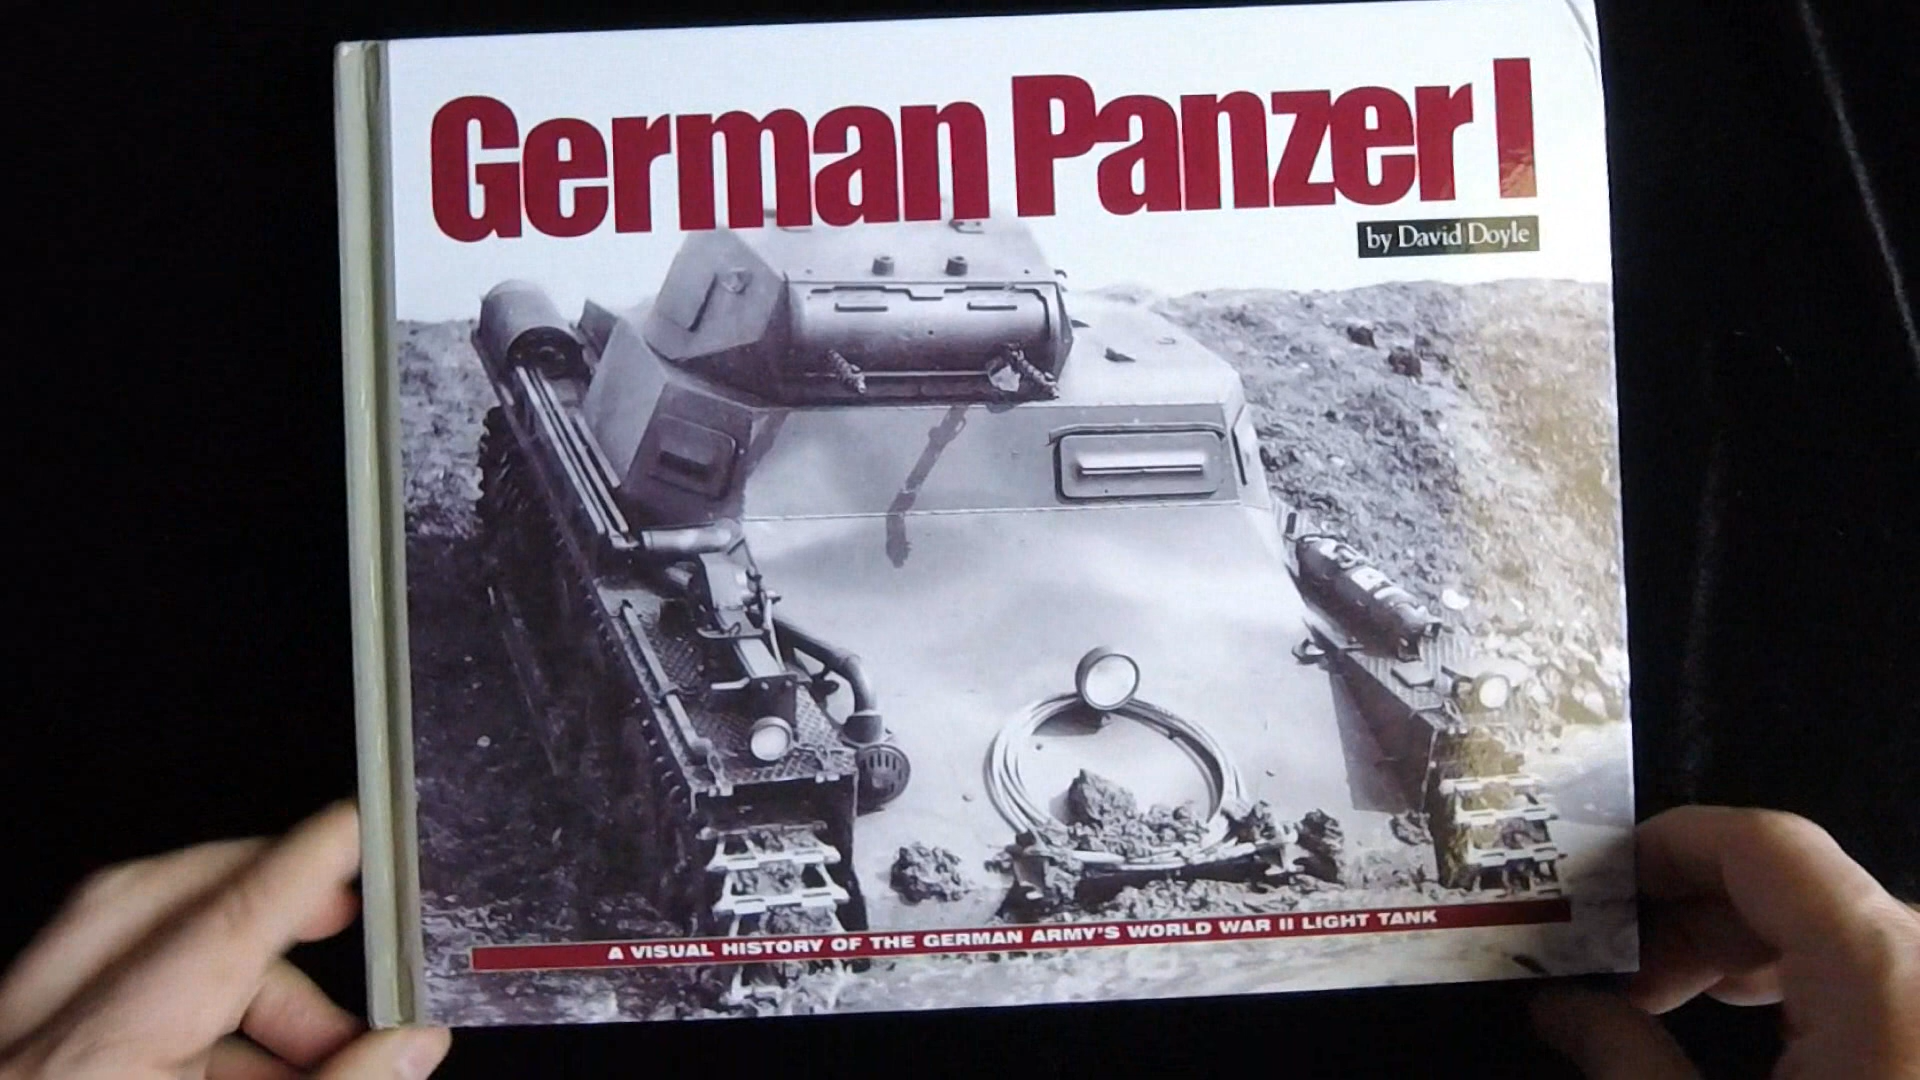 German Panzer I
by David Doyle
A VISUAL HISTORY OF THE GERMAN ARMY'S WORLD WAR II LIGHT TANK